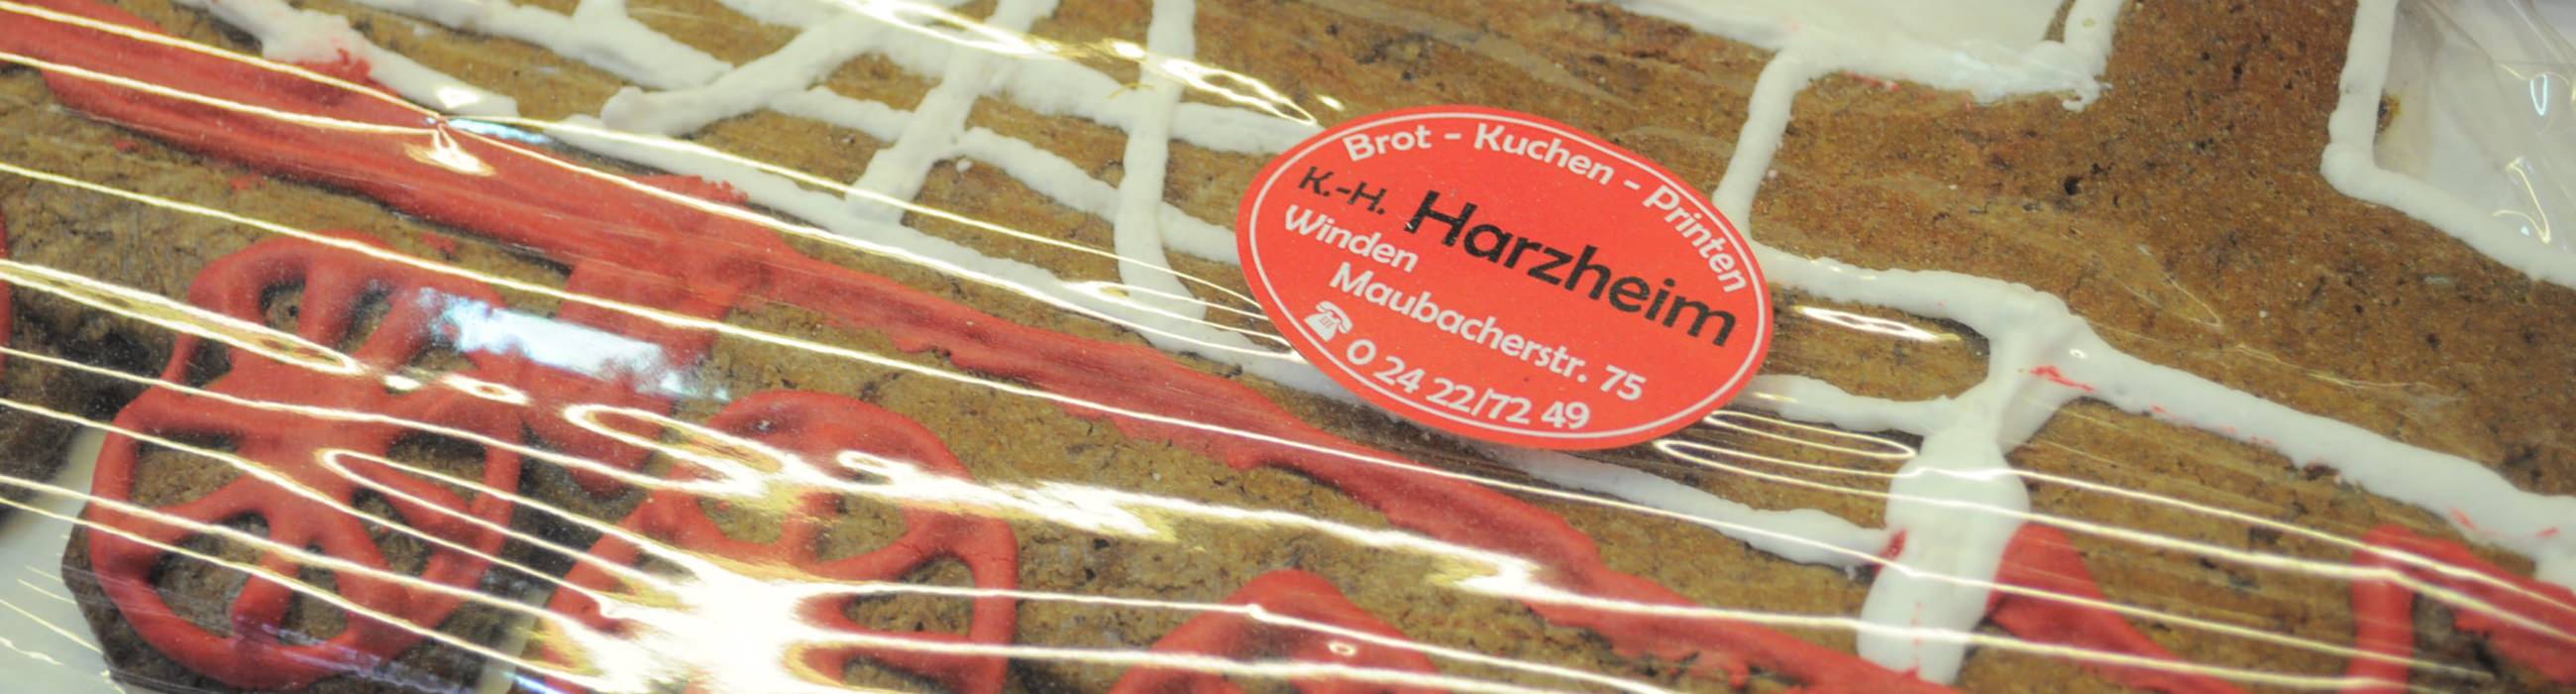 Brot - Kuchen - Printen
K.-H. Harzheim
Winden
Maubacherstr. 75
☎ 0 24 22/72 49